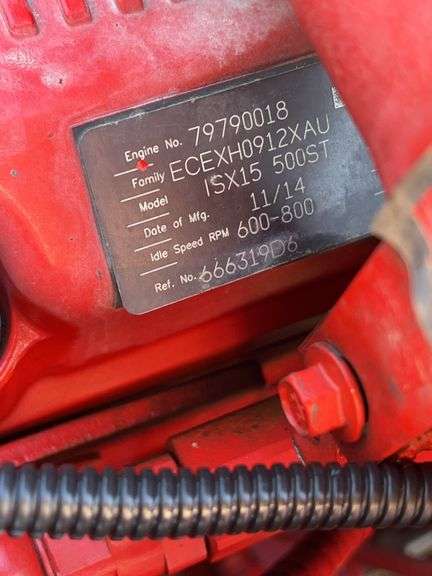 Engine No. 79790018
Family ECEXH0912XAU
Model ISX15 500ST
Date of Mfg. 11/14
Idle Speed RPM 600-800
Ref. No. 666319D6